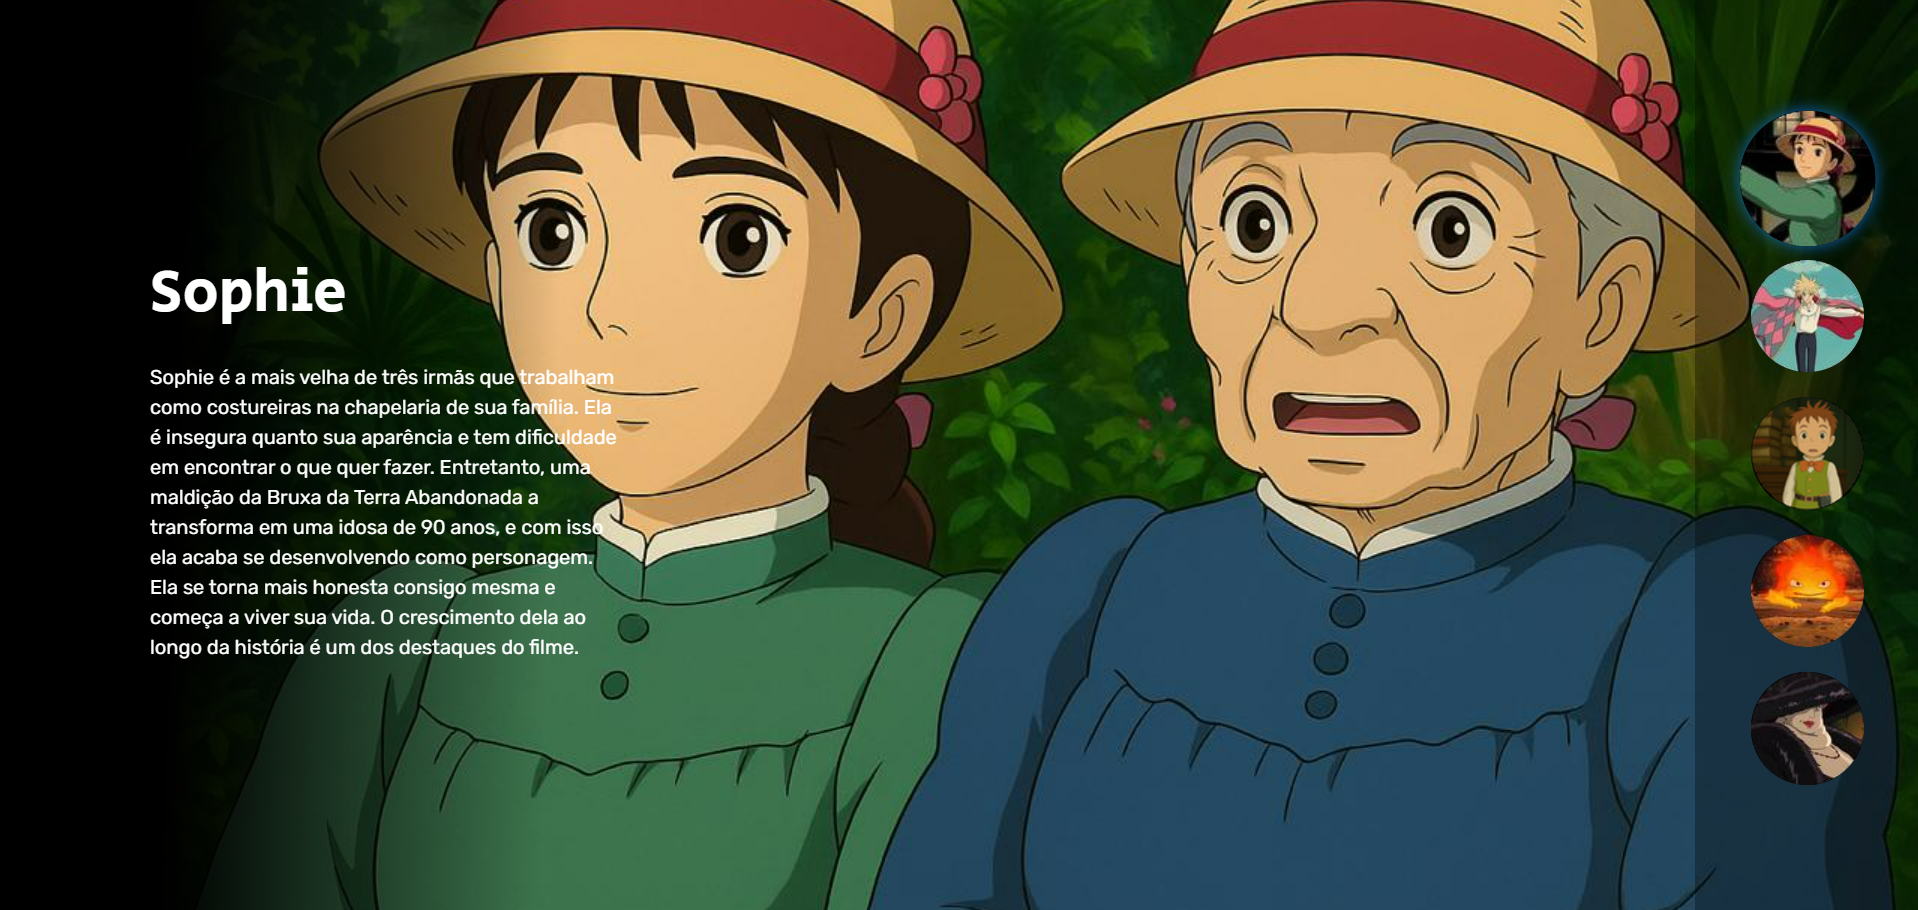 Sophie
Sophie é a mais velha de três irmãs que trabalham
como costureiras na chapelaria de sua família. Ela
é insegura quanto sua aparência e tem dificuldade
em encontrar o que quer fazer. Entretanto, uma
maldição da Bruxa da Terra Abandonada a
transforma em uma idosa de 90 anos, e com isso
ela acaba se desenvolvendo como personagem.
Ela se torna mais honesta consigo mesma e
começa a viver sua vida. O crescimento dela ao
longo da história é um dos destaques do filme.